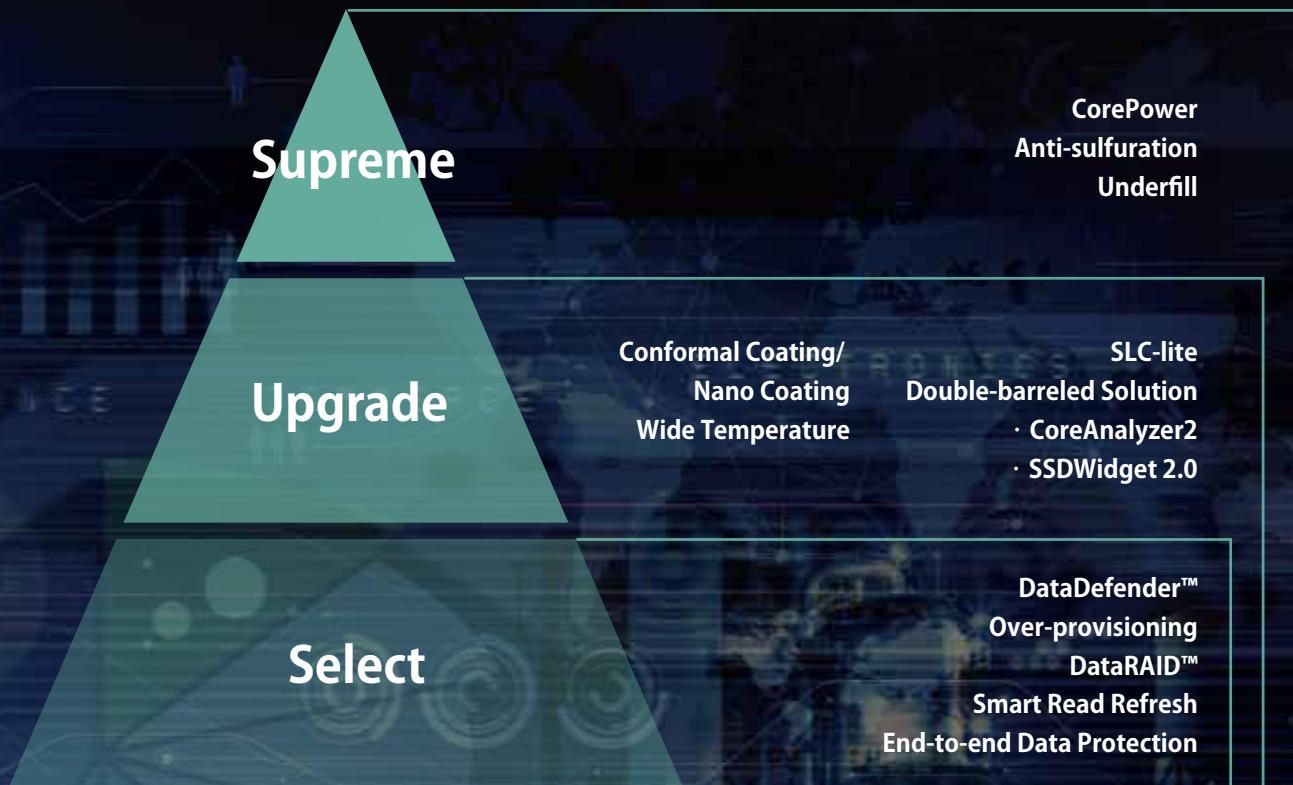 Supreme
CorePower
Anti-sulfuration
Underfill
Upgrade
Conformal Coating/
Nano Coating
Wide Temperature
SLC-lite
Double-barreled Solution
· CoreAnalyzer2
· SSDWidget 2.0
Select
DataDefender™
Over-provisioning
DataRAID™
Smart Read Refresh
End-to-end Data Protection